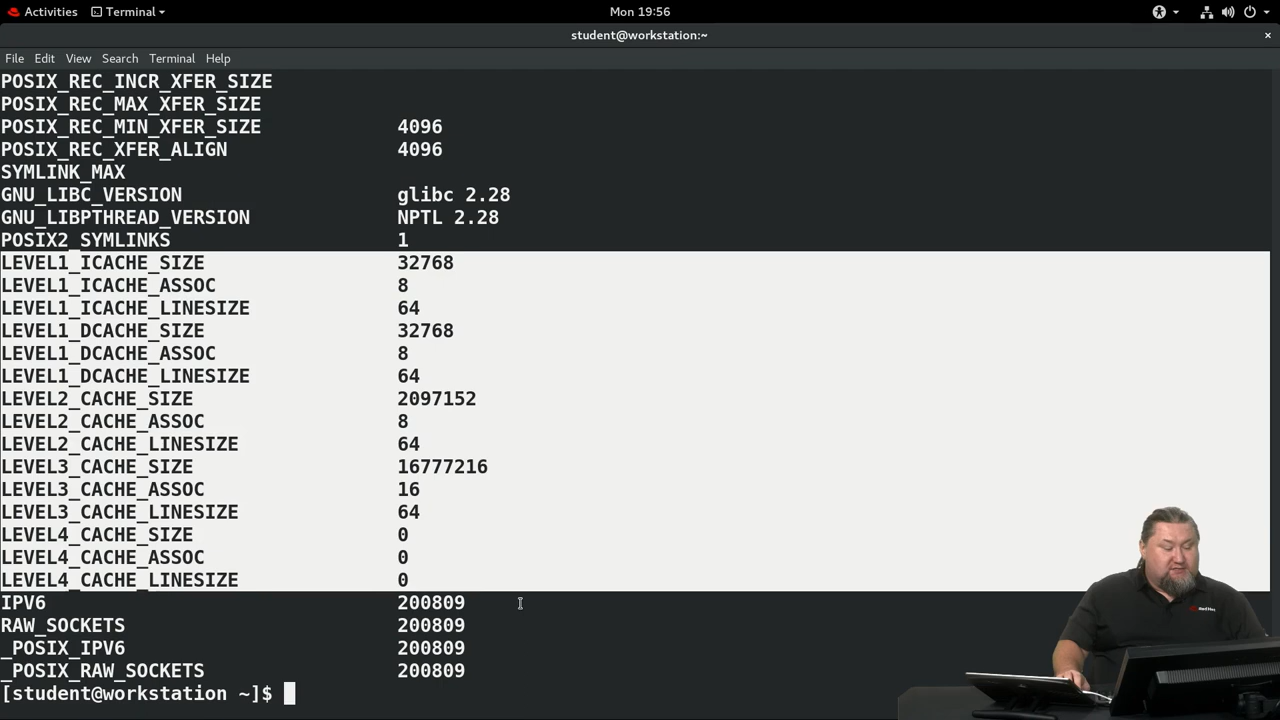 Activities Terminal Mon 19:56
student@workstation:~ ×
File Edit View Search Terminal Help
POSIX_REC_INCR_XFER_SIZE
POSIX_REC_MAX_XFER_SIZE
POSIX_REC_MIN_XFER_SIZE 4096
POSIX_REC_XFER_ALIGN 4096
SYMLINK_MAX
GNU_LIBC_VERSION glibc 2.28
GNU_LIBPTHREAD_VERSION NPTL 2.28
POSIX2_SYMLINKS 1
LEVEL1_ICACHE_SIZE 32768
LEVEL1_ICACHE_ASSOC 8
LEVEL1_ICACHE_LINESIZE 64
LEVEL1_DCACHE_SIZE 32768
LEVEL1_DCACHE_ASSOC 8
LEVEL1_DCACHE_LINESIZE 64
LEVEL2_CACHE_SIZE 2097152
LEVEL2_CACHE_ASSOC 8
LEVEL2_CACHE_LINESIZE 64
LEVEL3_CACHE_SIZE 16777216
LEVEL3_CACHE_ASSOC 16
LEVEL3_CACHE_LINESIZE 64
LEVEL4_CACHE_SIZE 0
LEVEL4_CACHE_ASSOC 0
LEVEL4_CACHE_LINESIZE 0
IPV6 200809
RAW_SOCKETS 200809
_POSIX_IPV6 200809
_POSIX_RAW_SOCKETS 200809
[student@workstation ~]$
Red Hat